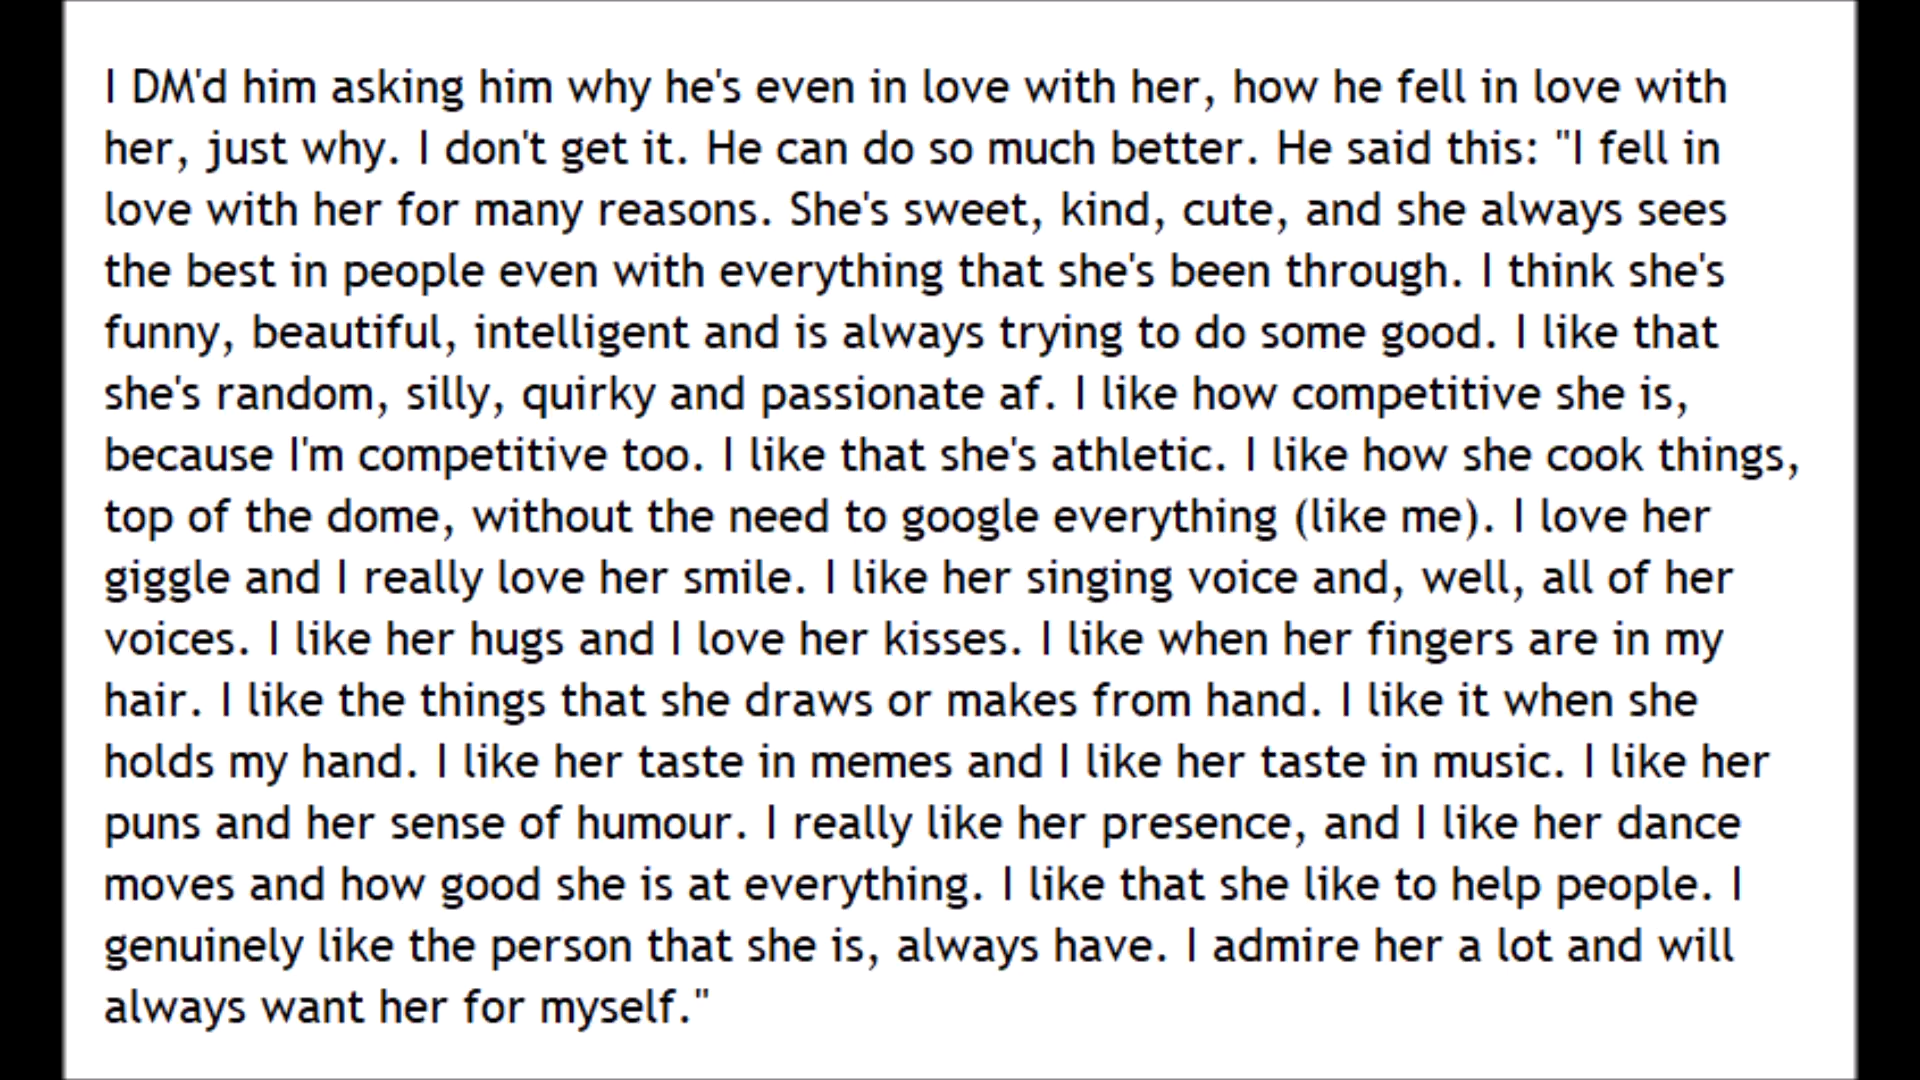 I DM'd him asking him why he's even in love with her, how he fell in love with
her, just why. I don't get it. He can do so much better. He said this: "I fell in
love with her for many reasons. She's sweet, kind, cute, and she always sees
the best in people even with everything that she's been through. I think she's
funny, beautiful, intelligent and is always trying to do some good. I like that
she's random, silly, quirky and passionate af. I like how competitive she is,
because I'm competitive too. I like that she's athletic. I like how she cook things,
top of the dome, without the need to google everything (like me). I love her
giggle and I really love her smile. I like her singing voice and, well, all of her
voices. I like her hugs and I love her kisses. I like when her fingers are in my
hair. I like the things that she draws or makes from hand. I like it when she
holds my hand. I like her taste in memes and I like her taste in music. I like her
puns and her sense of humour. I really like her presence, and I like her dance
moves and how good she is at everything. I like that she like to help people. I
genuinely like the person that she is, always have. I admire her a lot and will
always want her for myself."